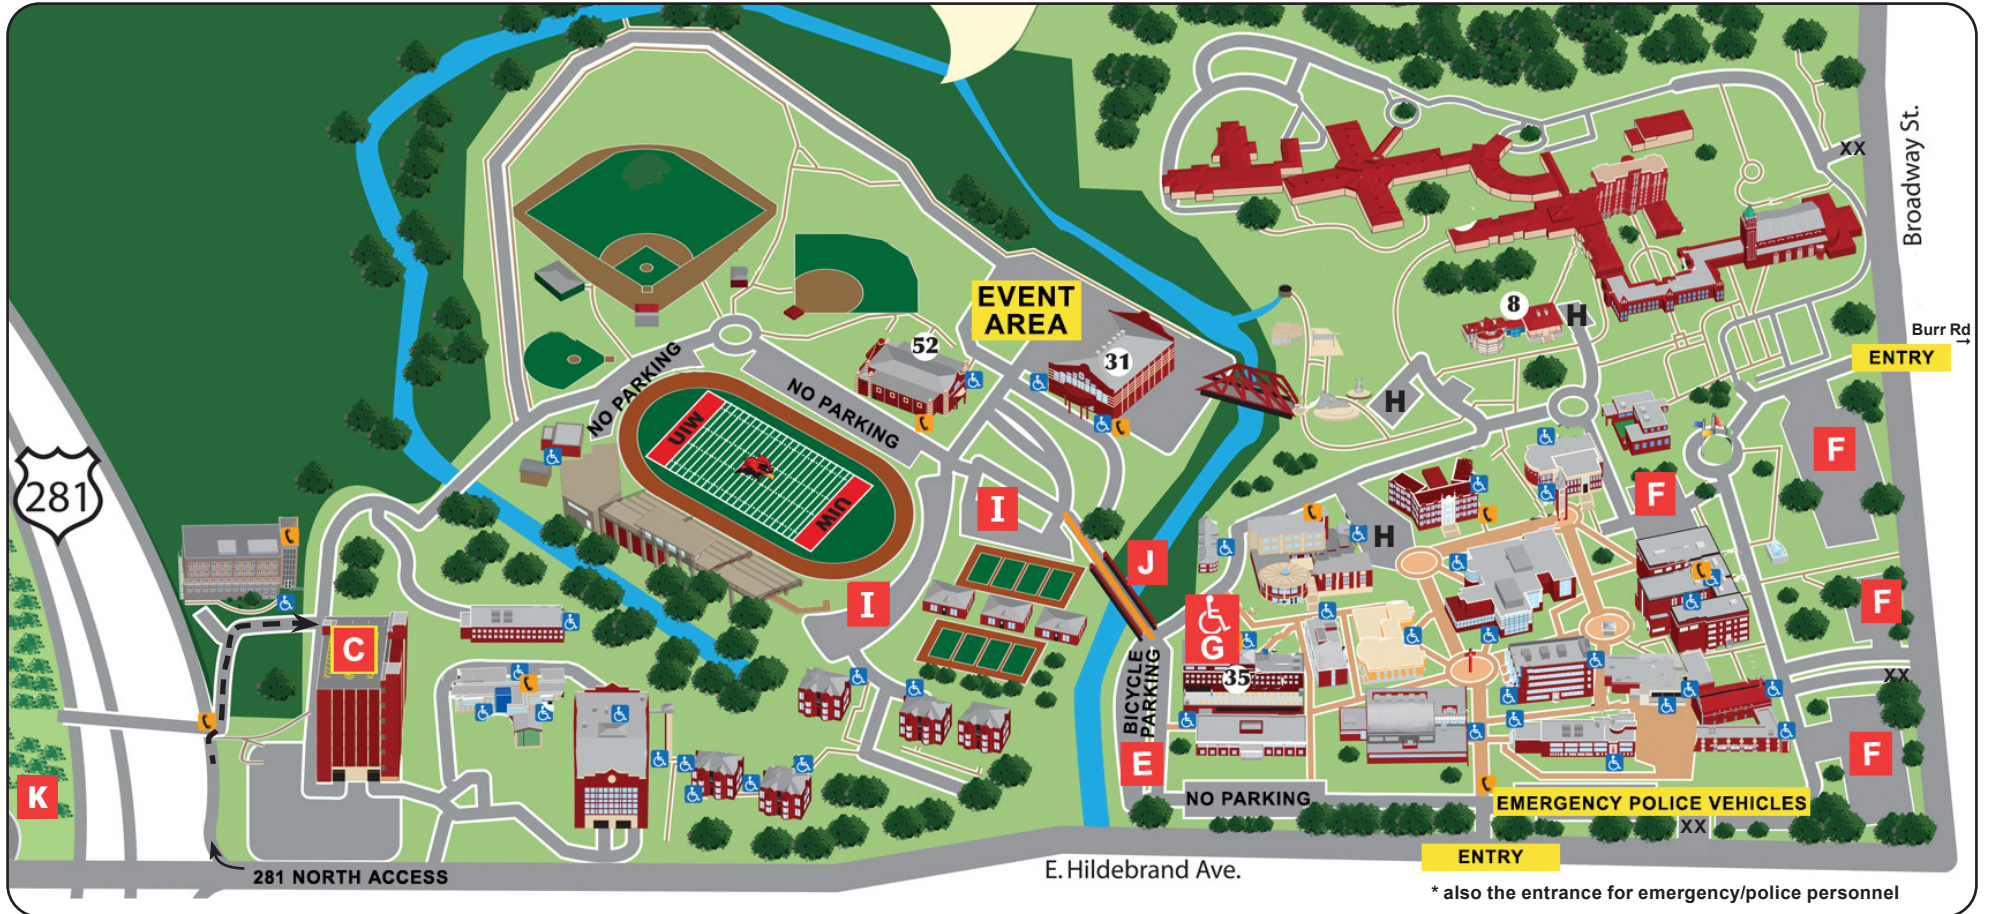 XX
Broadway St.
EVENT
AREA
8
H
Burr Rd
→
ENTRY
52
31
NO PARKING
NO PARKING
H
UIW
UIW
281
F
F
I
H
J
I
F
C
G
35
BICYCLE
PARKING
XX
E
F
K
NO PARKING
EMERGENCY POLICE VEHICLES
XX
ENTRY
281 NORTH ACCESS
E. Hildebrand Ave.
* also the entrance for emergency/police personnel